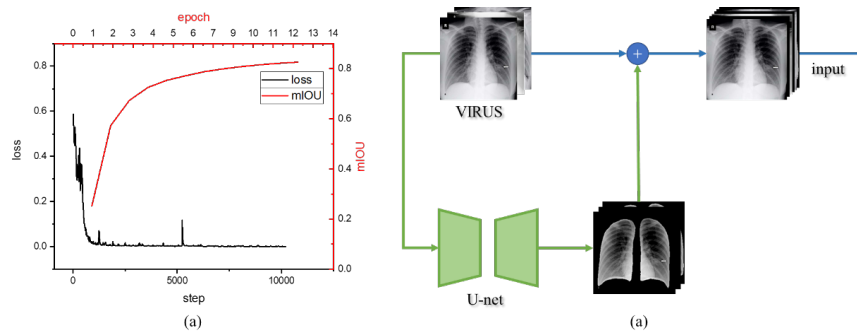 epoch
0 1 2 3 4 5 6 7 8 9 10 11 12 13 14
0.8
0.6
0.4
0.2
0.0
loss
loss
mIOU
0.8
0.6
0.4
0.2
0.0
mIOU
0 5000 10000
step
(a)
VIRUS
+
input
U-net
(a)